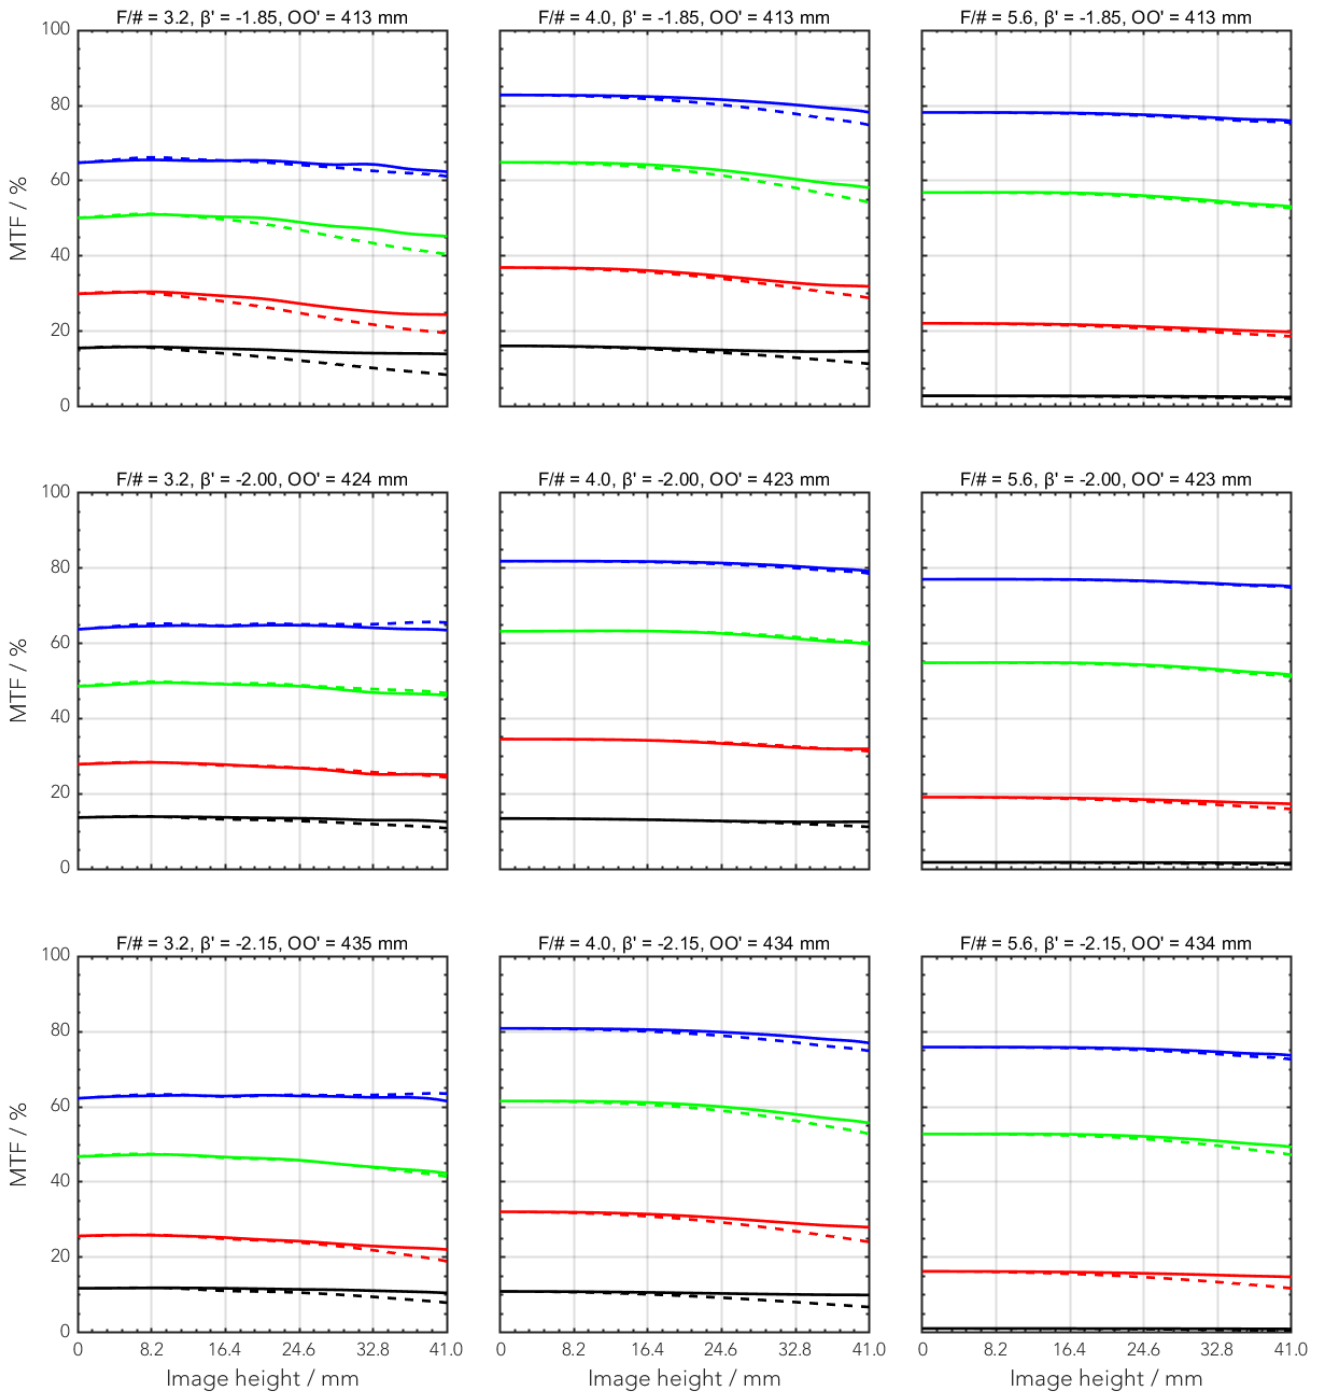 F/# = 3.2, β' = -1.85, OO' = 413 mm
F/# = 4.0, β' = -1.85, OO' = 413 mm
F/# = 5.6, β' = -1.85, OO' = 413 mm
100
80
60
40
20
0
MTF / %
F/# = 3.2, β' = -2.00, OO' = 424 mm
F/# = 4.0, β' = -2.00, OO' = 423 mm
F/# = 5.6, β' = -2.00, OO' = 423 mm
100
80
60
40
20
0
MTF / %
F/# = 3.2, β' = -2.15, OO' = 435 mm
F/# = 4.0, β' = -2.15, OO' = 434 mm
F/# = 5.6, β' = -2.15, OO' = 434 mm
100
80
60
40
20
0
MTF / %
0 8.2 16.4 24.6 32.8 41.0
0 8.2 16.4 24.6 32.8 41.0
0 8.2 16.4 24.6 32.8 41.0
Image height / mm
Image height / mm
Image height / mm